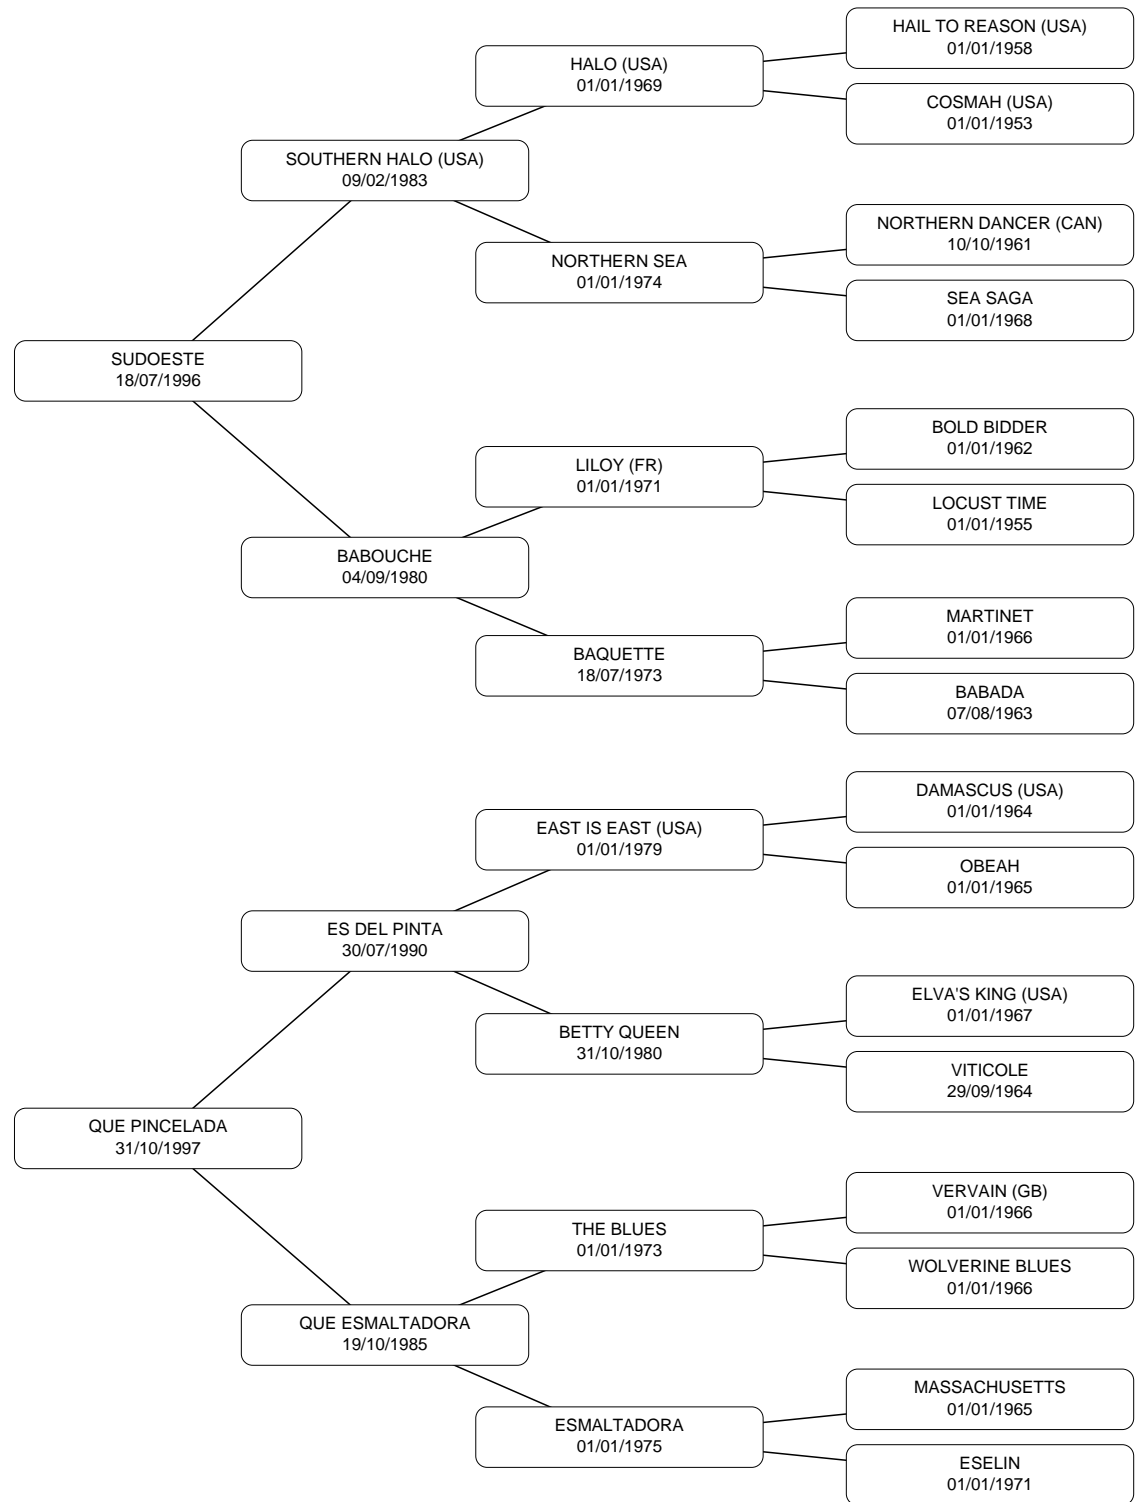 HAIL TO REASON (USA)
01/01/1958
HALO (USA)
01/01/1969
COSMAH (USA)
01/01/1953
SOUTHERN HALO (USA)
09/02/1983
NORTHERN DANCER (CAN)
10/10/1961
NORTHERN SEA
01/01/1974
SEA SAGA
01/01/1968
SUDOESTE
18/07/1996
BOLD BIDDER
01/01/1962
LILOY (FR)
01/01/1971
LOCUST TIME
01/01/1955
BABOUCHE
04/09/1980
MARTINET
01/01/1966
BAQUETTE
18/07/1973
BABADA
07/08/1963
DAMASCUS (USA)
01/01/1964
EAST IS EAST (USA)
01/01/1979
OBEAH
01/01/1965
ES DEL PINTA
30/07/1990
ELVA'S KING (USA)
01/01/1967
BETTY QUEEN
31/10/1980
VITICOLE
29/09/1964
QUE PINCELADA
31/10/1997
VERVAIN (GB)
01/01/1966
THE BLUES
01/01/1973
WOLVERINE BLUES
01/01/1966
QUE ESMALTADORA
19/10/1985
MASSACHUSETTS
01/01/1965
ESMALTADORA
01/01/1975
ESELIN
01/01/1971